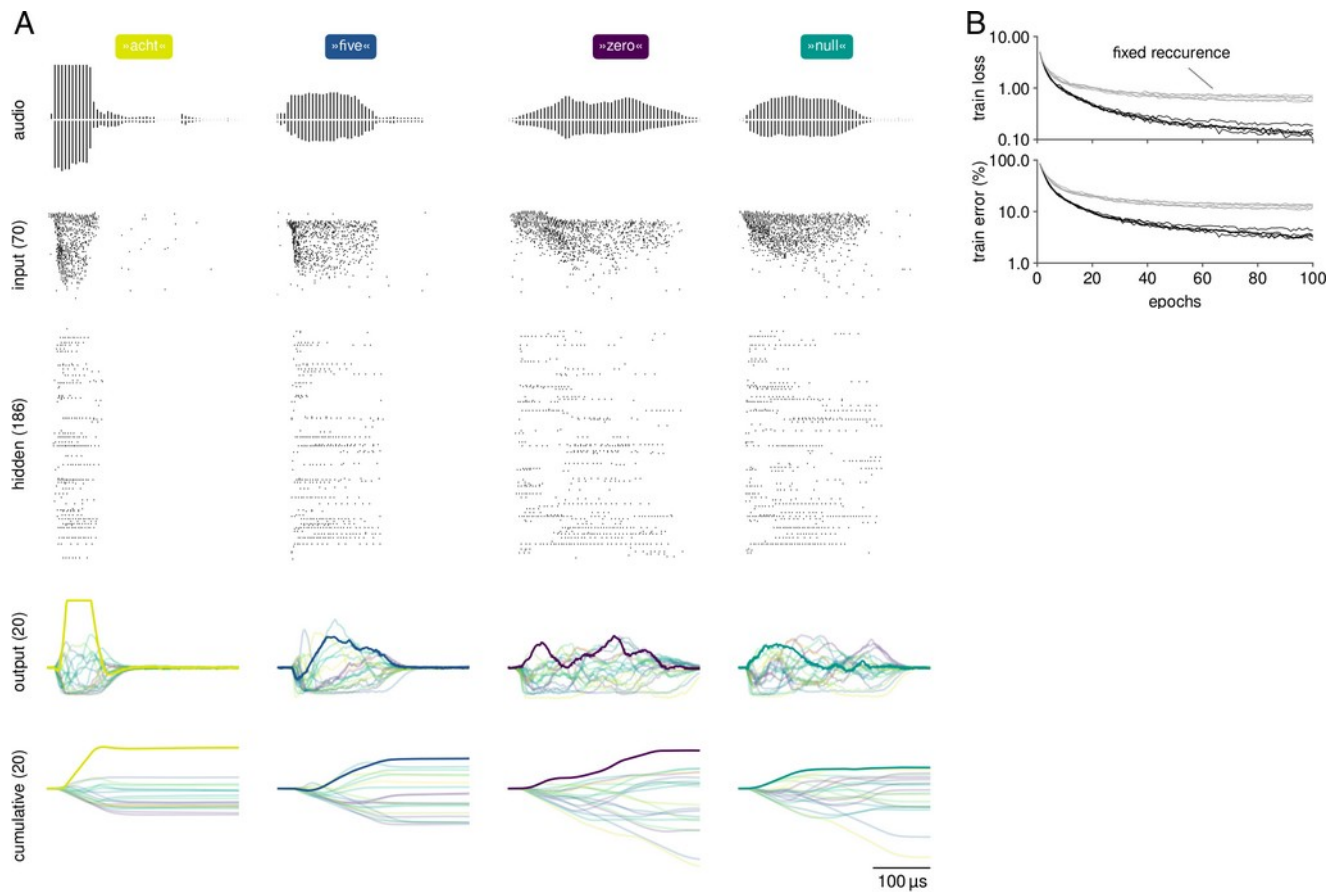 A
»acht«
»five«
»zero«
»null«
audio
input (70)
hidden (186)
output (20)
cumulative (20)
100 µs
B
10.00
1.00
0.10
train loss
fixed reccurence
100.0
10.0
1.0
train error (%)
0
20
40
60
80
100
epochs